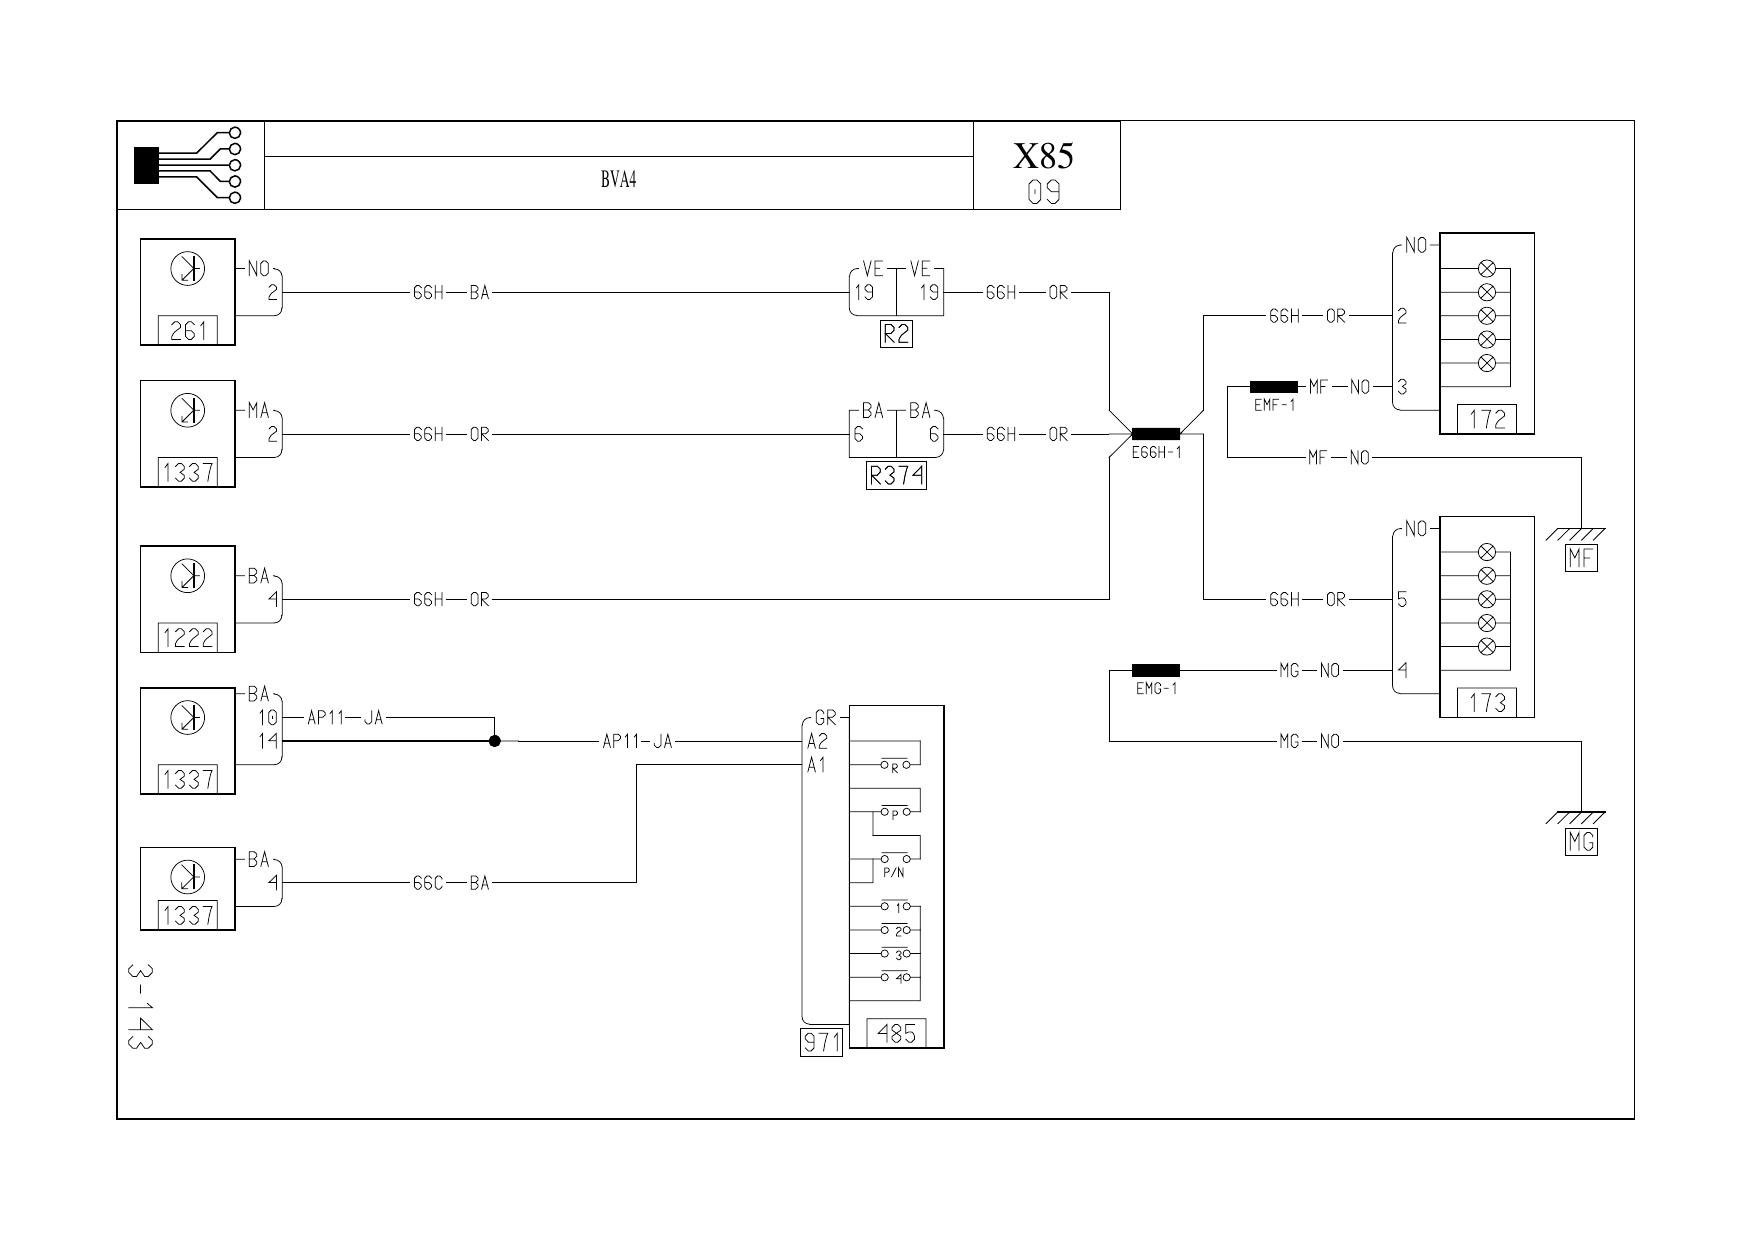 X85
BVA4
09
NO
NO
VE VE
2
66H BA
19 19
66H OR
66H OR
2
261
R2
MF NO
3
EMF-1
MA
BA BA
172
2
66H OR
6 6
66H OR
E66H-1
MF NO
1337
R374
NO
MF
BA
4
66H OR
66H OR
5
1222
MG NO
4
EMG-1
BA
173
10
AP11 JA
GR
14
AP11-JA
A2
MG NO
A1
R
1337
P
MG
BA
P/N
4
66C BA
1
1337
2
3
4
3-143
971
485